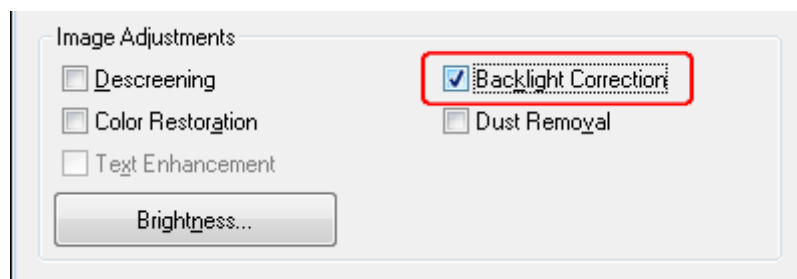 Image Adjustments
Descreening
Backlight Correction
Color Restoration
Dust Removal
Text Enhancement
Brightness...